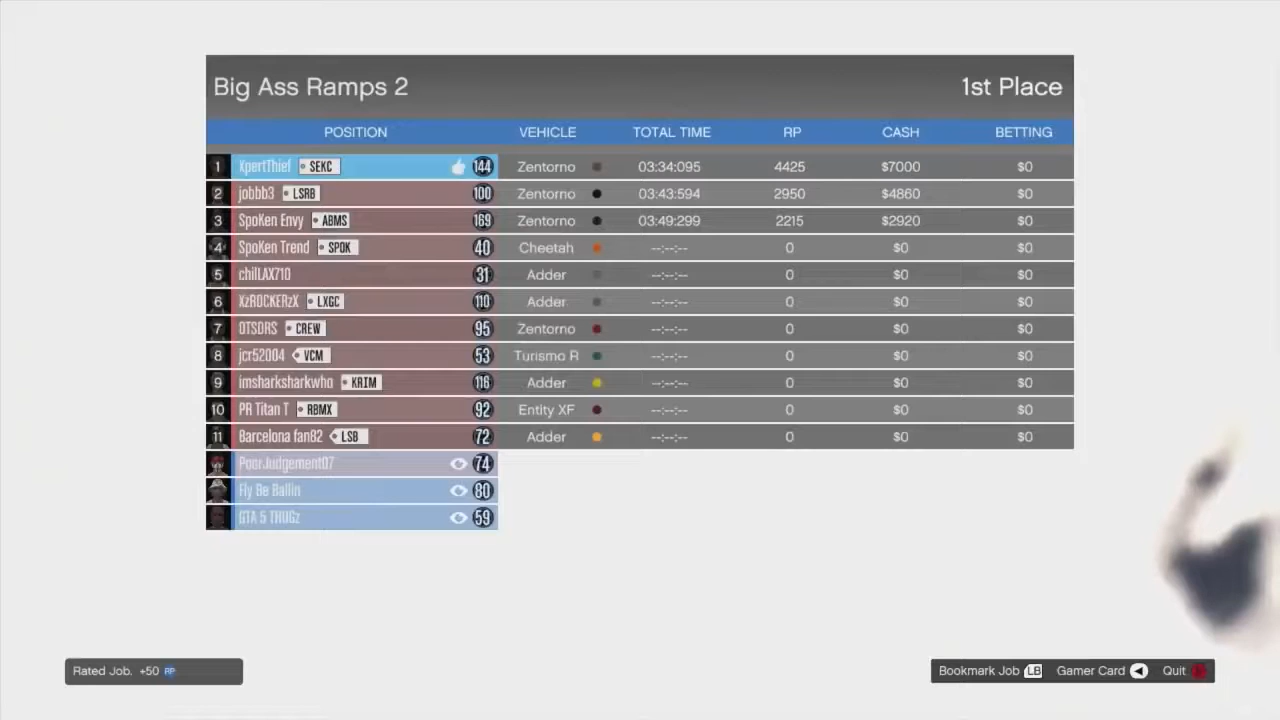 Big Ass Ramps 2 1st Place
POSITION VEHICLE TOTAL TIME RP CASH BETTING
1 XpertThief SEKC 144 Zentorno 03:34:095 4425 $7000 $0
2 jobbb3 LSRB 100 Zentorno 03:43:594 2950 $4860 $0
3 SpoKen Envy ABMS 169 Zentorno 03:49:299 2215 $2920 $0
4 SpoKen Trend SPOK 40 Cheetah --:--:-- 0 $0 $0
5 chilLAX710 31 Adder --:--:-- 0 $0 $0
6 XzROCKERzX LXGC 110 Adder --:--:-- 0 $0 $0
7 OTSDRS CREW 95 Zentorno --:--:-- 0 $0 $0
8 jcr52004 VCM 53 Turismo R --:--:-- 0 $0 $0
9 imsharksharkwho KRIM 116 Adder --:--:-- 0 $0 $0
10 PR Titan T RBMX 92 Entity XF --:--:-- 0 $0 $0
11 Barcelona fan82 LSB 72 Adder --:--:-- 0 $0 $0
PoorJudgement07 74
Fly Be Ballin 80
GTA 5 THUGz 59
Rated Job. +50 RP
Bookmark Job LB Gamer Card Quit